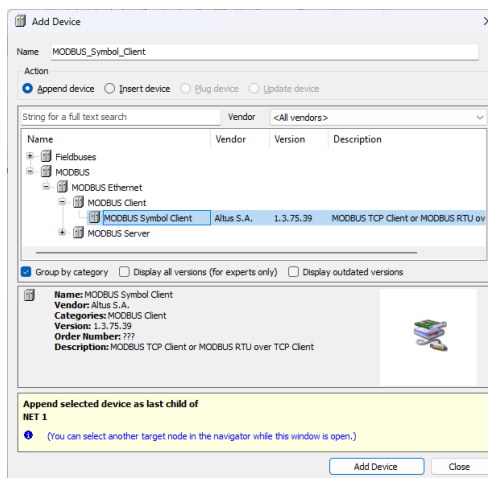 Add Device
Name MODBUS_Symbol_Client
Action
Append device Insert device Plug device Update device
String for a full text search Vendor <All vendors>
Name Vendor Version Description
Fieldbuses
MODBUS
MODBUS Ethernet
MODBUS Client
MODBUS Symbol Client Altus S.A. 1.3.75.39 MODBUS TCP Client or MODBUS RTU ov
MODBUS Server
Group by category Display all versions (for experts only) Display outdated versions
Name: MODBUS Symbol Client
Vendor: Altus S.A.
Categories: MODBUS Client
Version: 1.3.75.39
Order Number: ???
Description: MODBUS TCP Client or MODBUS RTU over TCP Client
Append selected device as last child of
NET 1
(You can select another target node in the navigator while this window is open.)
Add Device Close